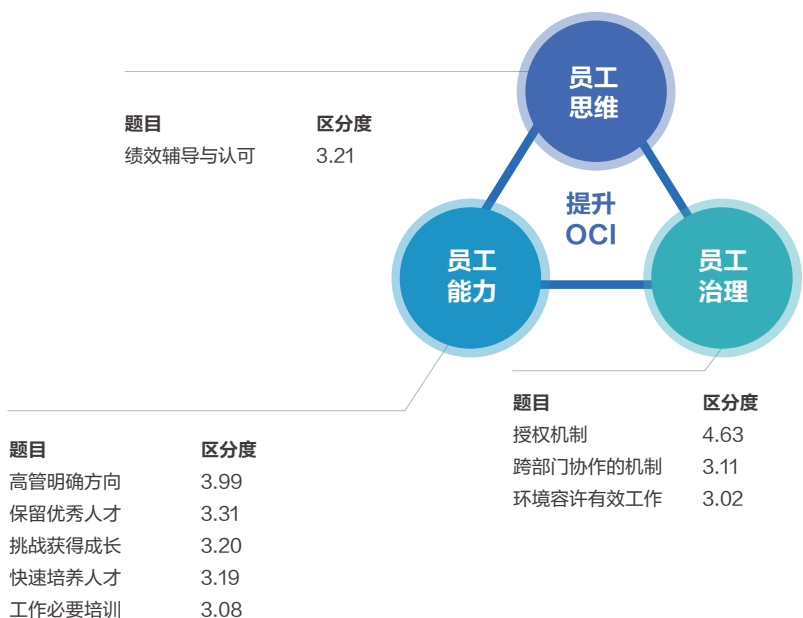 员工
思维
题目 区分度
绩效辅导与认可 3.21
提升
OCI
员工
能力
员工
治理
题目 区分度
授权机制 4.63
跨部门协作的机制 3.11
环境容许有效工作 3.02
题目 区分度
高管明确方向 3.99
保留优秀人才 3.31
挑战获得成长 3.20
快速培养人才 3.19
工作必要培训 3.08